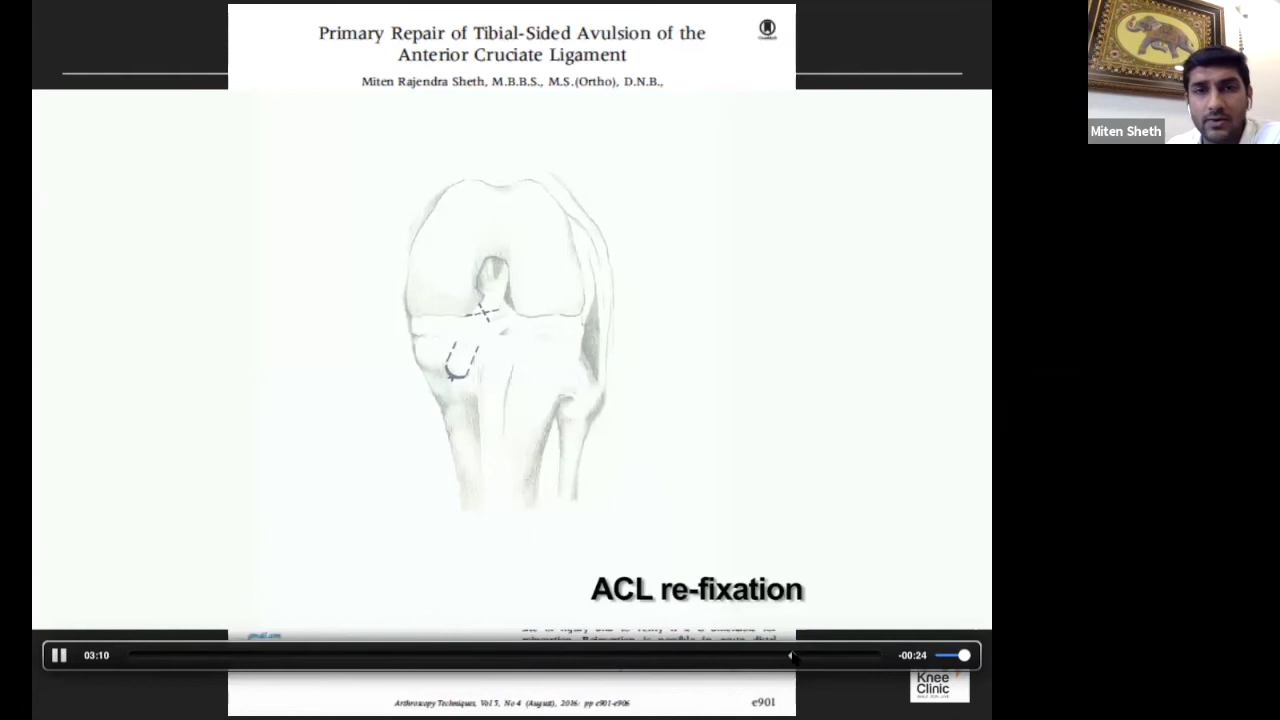 Primary Repair of Tibial-Sided Avulsion of the
Anterior Cruciate Ligament
Miten Rajendra Sheth, M.B.B.S., M.S.(Ortho), D.N.B.,
Miten Sheth
ACL re-fixation
03:10
-00:24
Knee
Clinic
Arthroscopy Techniques, Vol 5, No 4 (August), 2016: pp e901-e906
e901